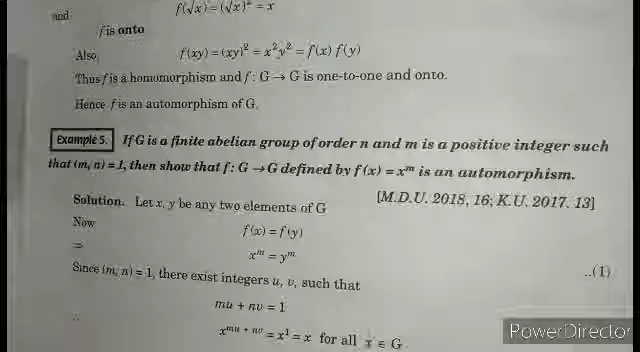 and f(√x) = (√x)² = x
f is onto
Also, f(xy) = (xy)² = x²y² = f(x) f(y)
Thus f is a homomorphism and f : G → G is one-to-one and onto.
Hence f is an automorphism of G.
Example 5. If G is a finite abelian group of order n and m is a positive integer such
that (m, n) = 1, then show that f : G → G defined by f(x) = xᵐ is an automorphism.
[M.D.U. 2018, 16; K.U. 2017, 13]
Solution. Let x, y be any two elements of G
Now f(x) = f(y)
⇒ xᵐ = yᵐ ..(1)
Since (m, n) = 1, there exist integers u, v, such that
mu + nv = 1
∴ xᵐᵘ ⁺ ⁿᵛ = x¹ = x for all x ∈ G
PowerDirector